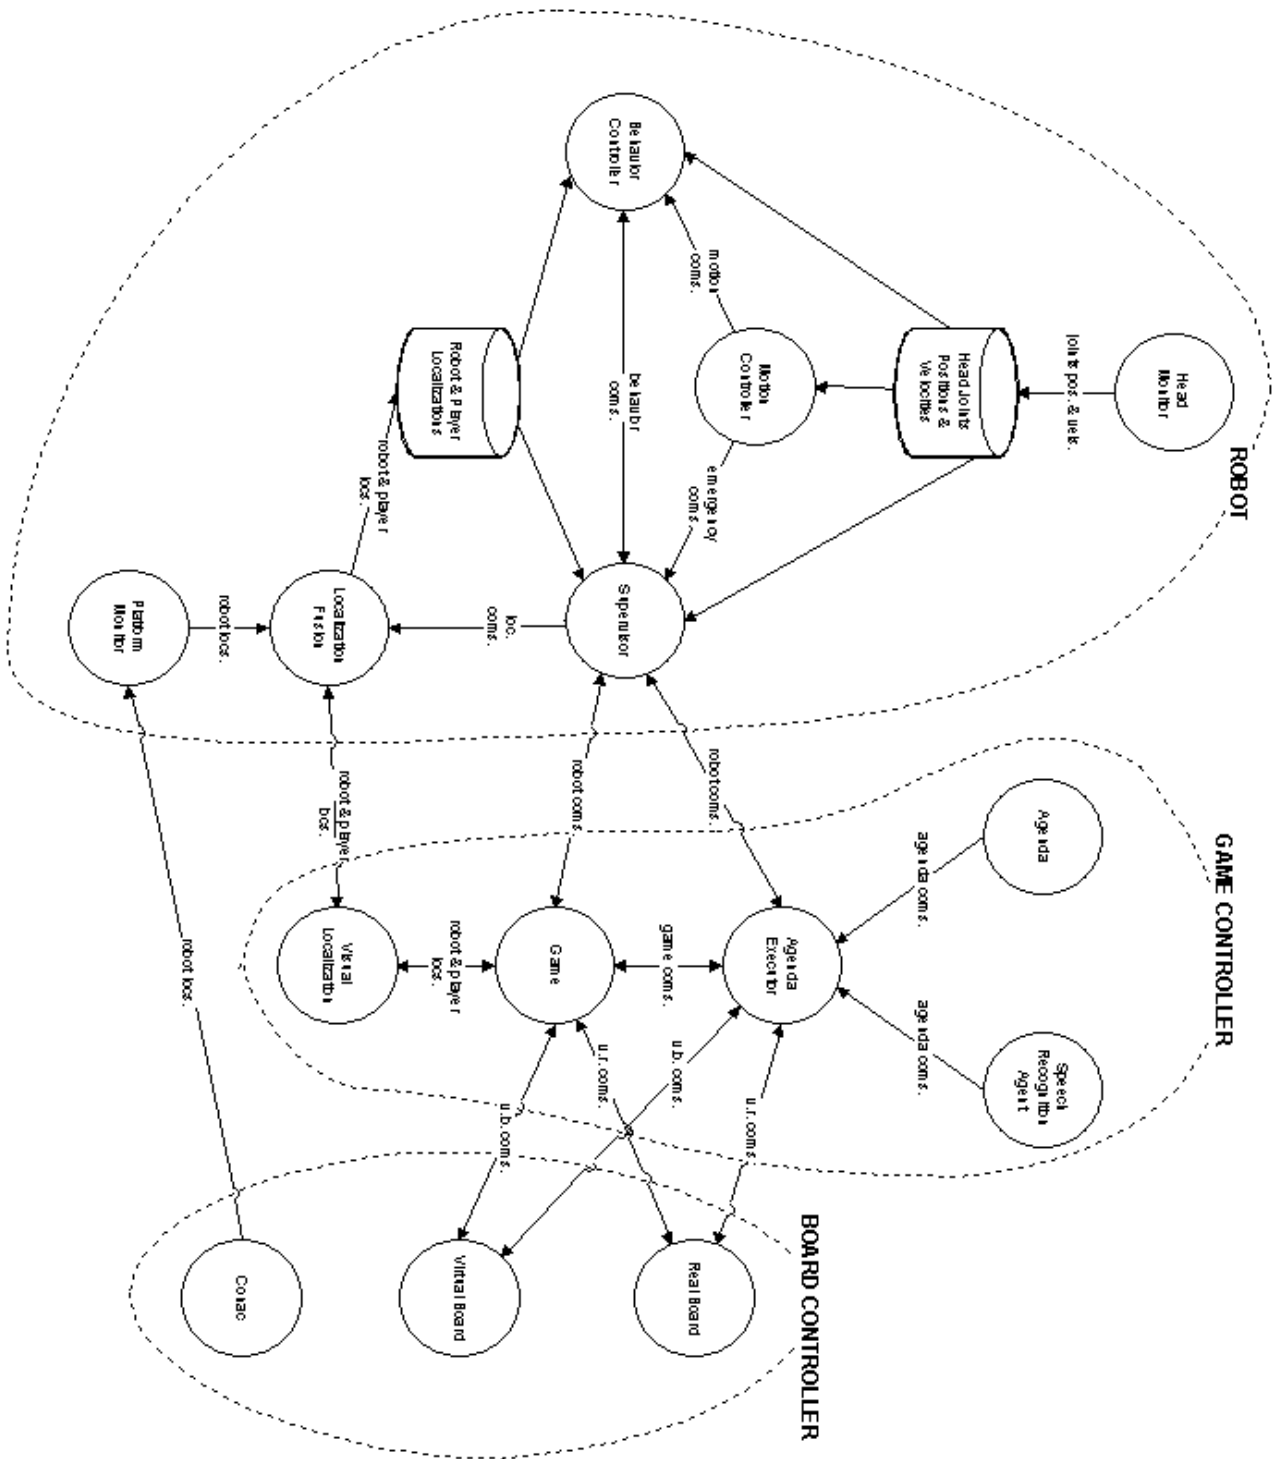 ROBOT
Head
Monitor
joints pos. & vels.
Head Joints
Positions &
Velocities
Motion
Controller
motion
coms.
emergency
coms.
Behavior
Controller
behavior
coms.
Supervisor
Robot & Player
Localizations
robot & player
locs.
loc.
coms.
Localization
Fusion
robot locs.
Platform
Monitor
GAME CONTROLLER
Agenda
agenda coms.
Speech
Recognition
Agent
agenda coms.
Agenda
Executor
robot coms.
game coms.
robot coms.
Game
robot & player
locs.
robot & player
locs.
Visual
Localization
u.r. coms.
u.b. coms.
u.r. coms.
u.b. coms.
robot locs.
BOARD CONTROLLER
Real Board
Virtual Board